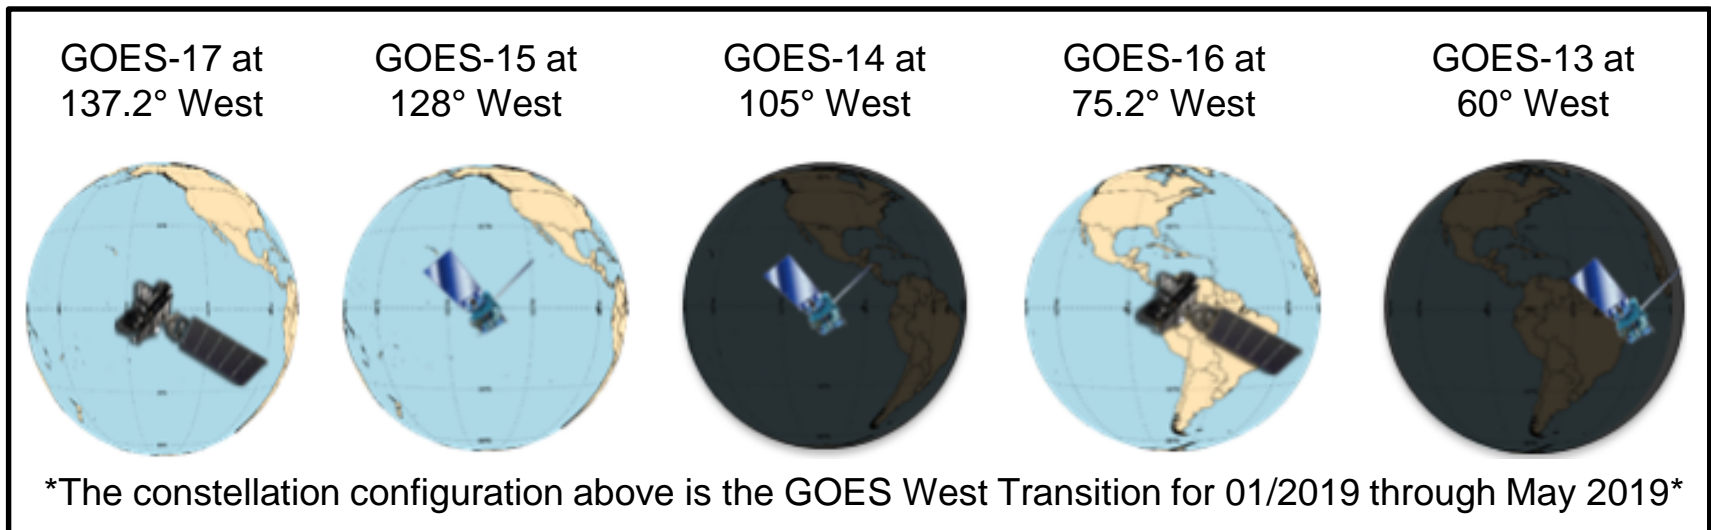 GOES-17 at
137.2° West
GOES-15 at
128° West
GOES-14 at
105° West
GOES-16 at
75.2° West
GOES-13 at
60° West
*The constellation configuration above is the GOES West Transition for 01/2019 through May 2019*